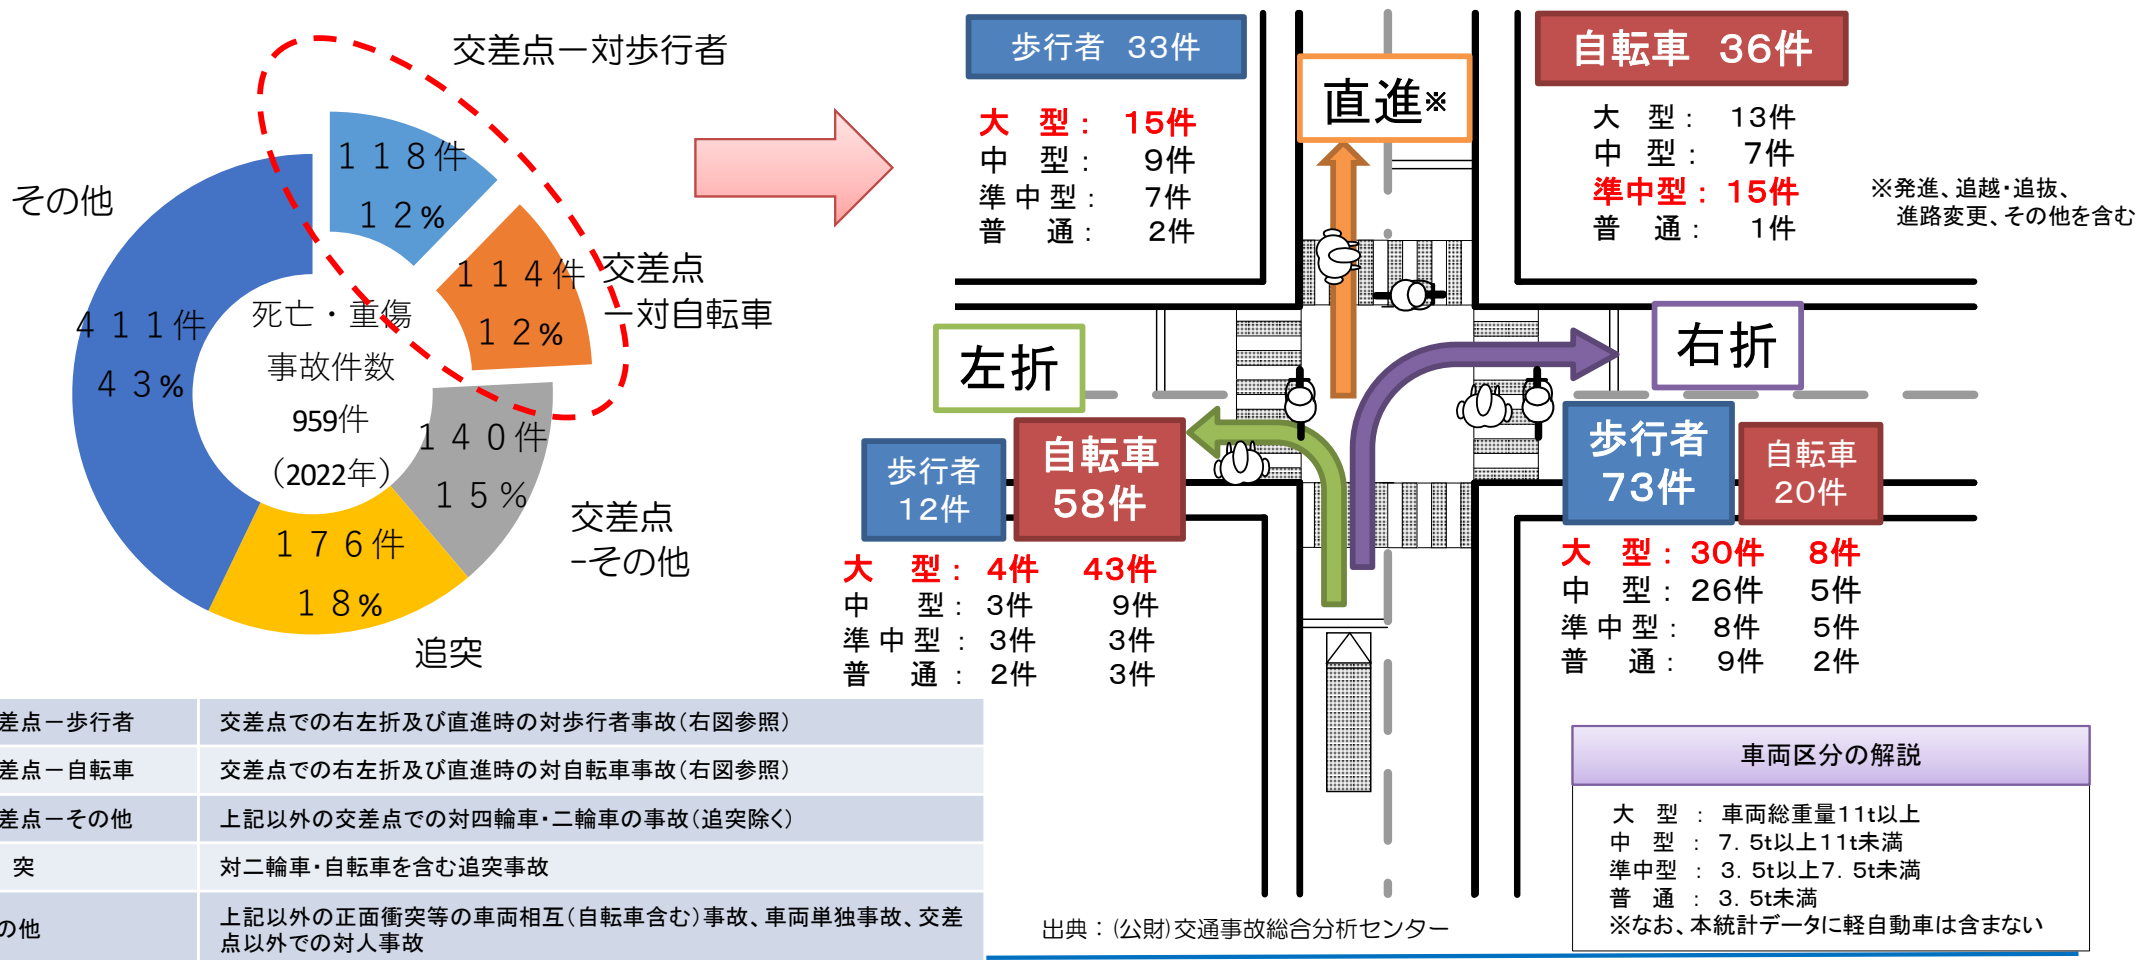 交差点－対歩行者
118件
12%
交差点
－対自転車
114件
12%
その他
411件
43%
死亡・重傷
事故件数
959件
（2022年）
140件
15%
交差点
-その他
176件
18%
追突
歩行者 33件
大 型： 15件
中 型： 9件
準中型： 7件
普 通： 2件
直進※
自転車 36件
大 型： 13件
中 型： 7件
準中型： 15件
普 通： 1件
※発進、追越・追抜、
進路変更、その他を含む
左折
右折
歩行者
12件
自転車
58件
大 型： 4件 43件
中 型： 3件 9件
準中型： 3件 3件
普 通： 2件 3件
歩行者
73件
自転車
20件
大 型： 30件 8件
中 型： 26件 5件
準中型： 8件 5件
普 通： 9件 2件
差点－歩行者 交差点での右左折及び直進時の対歩行者事故（右図参照）
差点－自転車 交差点での右左折及び直進時の対自転車事故（右図参照）
差点－その他 上記以外の交差点での対四輪車・二輪車の事故（追突除く）
突 対二輪車・自転車を含む追突事故
の他 上記以外の正面衝突等の車両相互（自転車含む）事故、車両単独事故、交差
点以外での対人事故
車両区分の解説
大 型 ： 車両総重量11t以上
中 型 ： 7．5t以上11t未満
準中型 ： 3．5t以上7．5t未満
普 通 ： 3．5t未満
※なお、本統計データに軽自動車は含まない
出典：（公財）交通事故総合分析センター